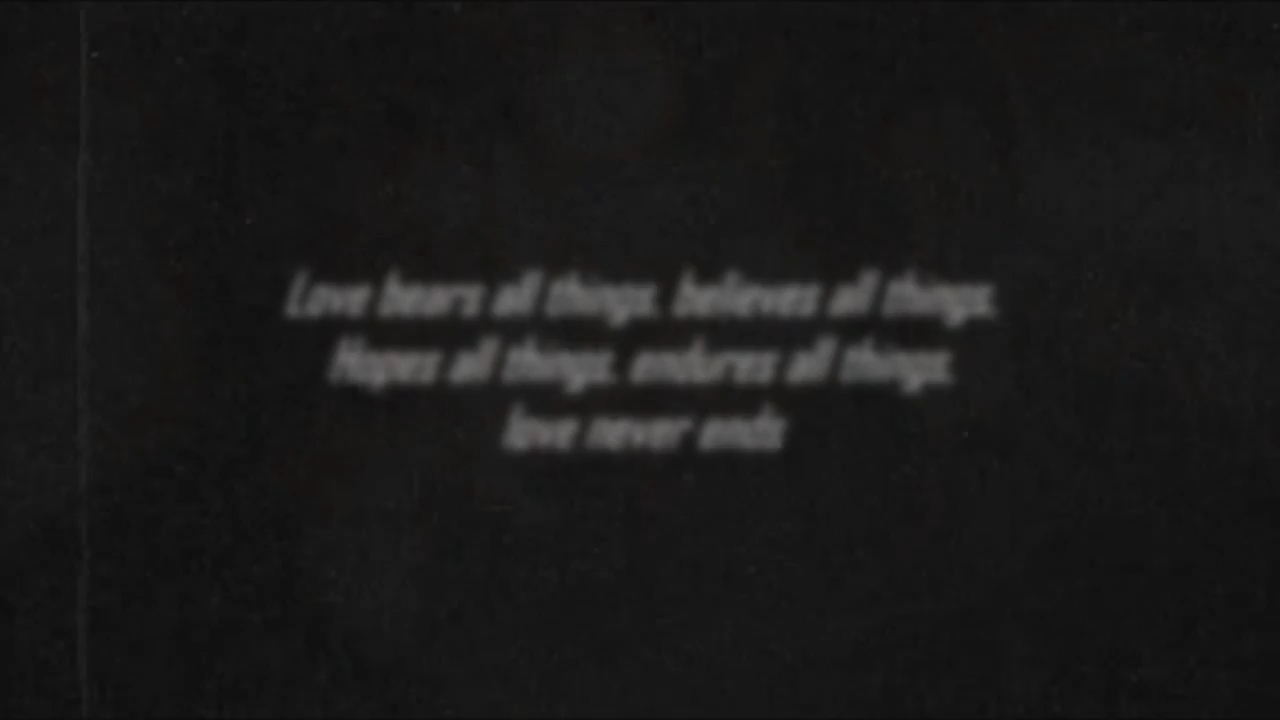 Love bears all things, believes all things.
Hopes all things, endures all things,
love never ends